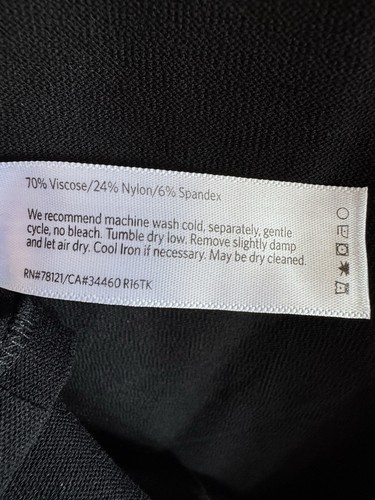 70% Viscose/24% Nylon/6% Spandex
We recommend machine wash cold, separately, gentle
cycle, no bleach. Tumble dry low. Remove slightly damp
and let air dry. Cool Iron if necessary. May be dry cleaned.
RN#78121/CA#34460 R16TK